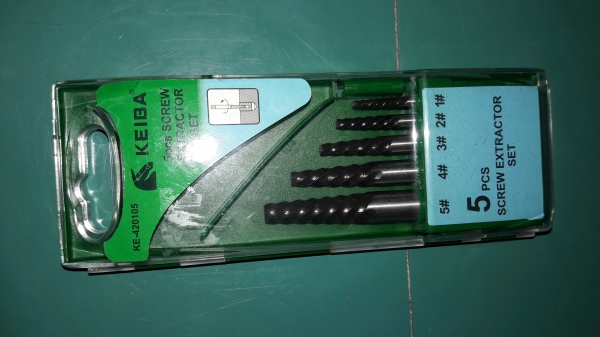 KEIBA®
5pcs SCREW
EXTRACTOR
SET
KE-420105
5# 4# 3# 2# 1#
5 PCS
SCREW EXTRACTOR
SET